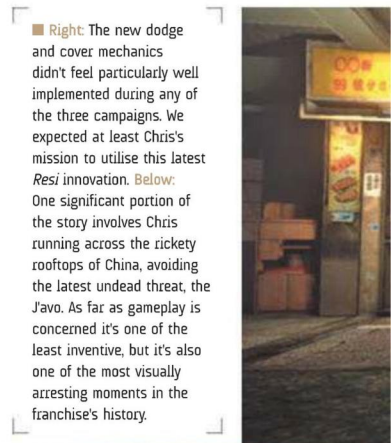 Right: The new dodge
and cover mechanics
didn't feel particularly well
implemented during any of
the three campaigns. We
expected at least Chris's
mission to utilise this latest
Resi innovation. Below:
One significant portion of
the story involves Chris
running across the rickety
rooftops of China, avoiding
the latest undead threat, the
J'avo. As far as gameplay is
concerned it's one of the
least inventive, but it's also
one of the most visually
arresting moments in the
franchise's history.